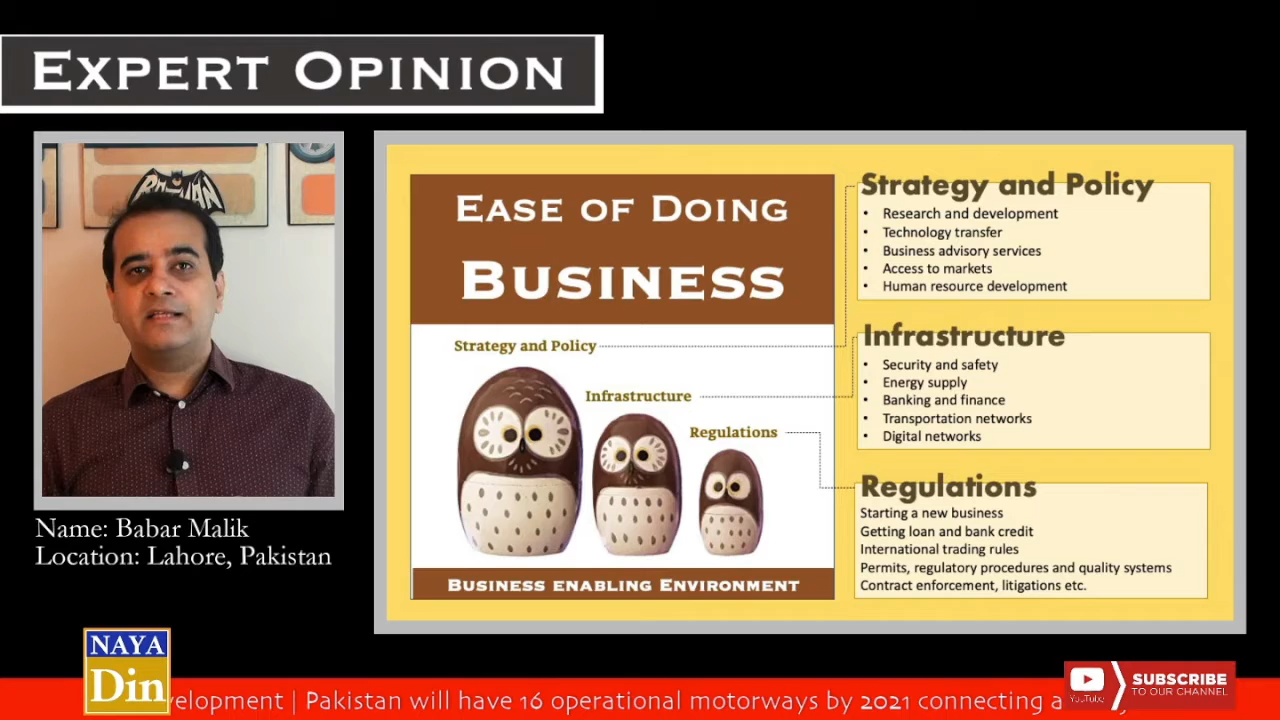 EXPERT OPINION
BATMAN
Name: Babar Malik
Location: Lahore, Pakistan
EASE OF DOING
BUSINESS
Strategy and Policy
Infrastructure
Regulations
BUSINESS ENABLING ENVIRONMENT
Strategy and Policy
• Research and development
• Technology transfer
• Business advisory services
• Access to markets
• Human resource development
Infrastructure
• Security and safety
• Energy supply
• Banking and finance
• Transportation networks
• Digital networks
Regulations
Starting a new business
Getting loan and bank credit
International trading rules
Permits, regulatory procedures and quality systems
Contract enforcement, litigations etc.
NAYA
Din
velopment | Pakistan will have 16 operational motorways by 2021 connecting a
YouTube
SUBSCRIBE
TO OUR CHANNEL